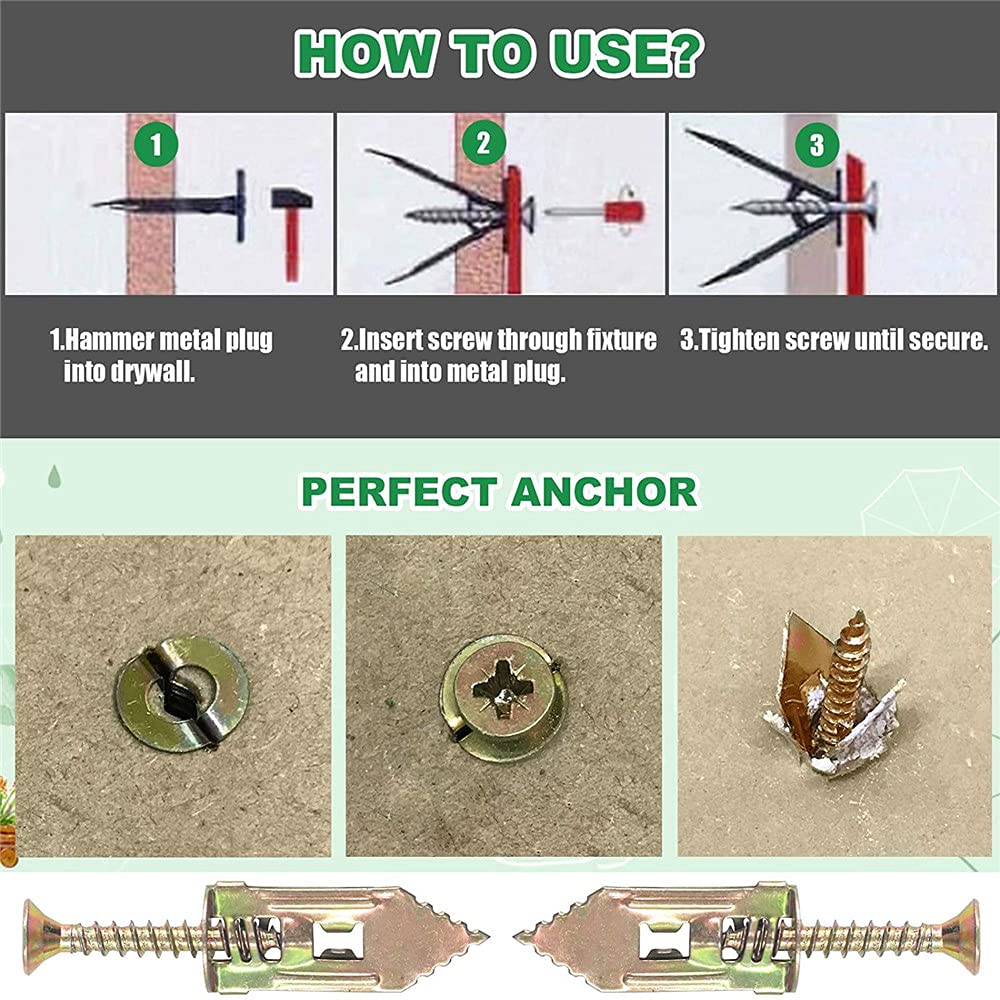 HOW TO USE?
1
2
3
1.Hammer metal plug
into drywall.
2.Insert screw through fixture
and into metal plug.
3.Tighten screw until secure.
PERFECT ANCHOR